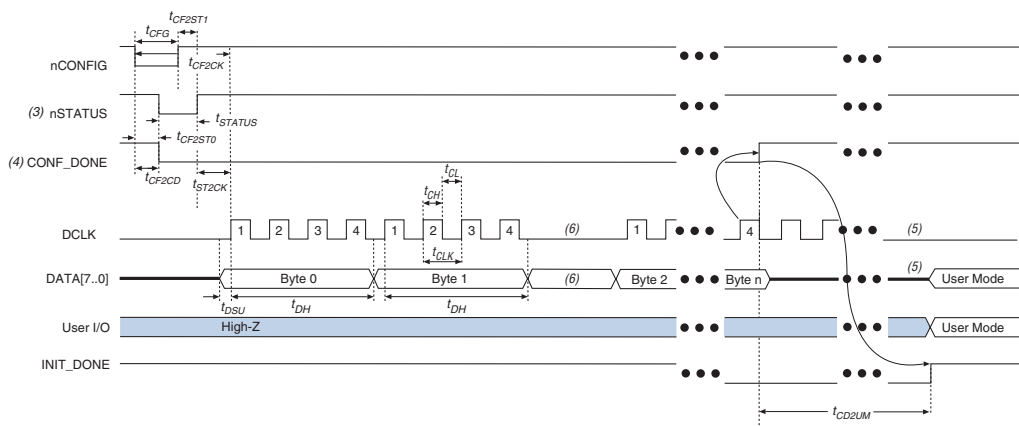 tCF2ST1
tCFG
nCONFIG
tCF2CK
(3) nSTATUS
tSTATUS
tCF2ST0
(4) CONF_DONE
tCF2CD
tST2CK
tCL
tCH
DCLK
1 2 3 4 1 2 3 4 (6) 1 4 (5)
tCLK
DATA[7..0]
Byte 0 Byte 1 (6) Byte 2 Byte n (5) User Mode
tDSU
tDH
tDH
User I/O High-Z User Mode
INIT_DONE
tCD2UM